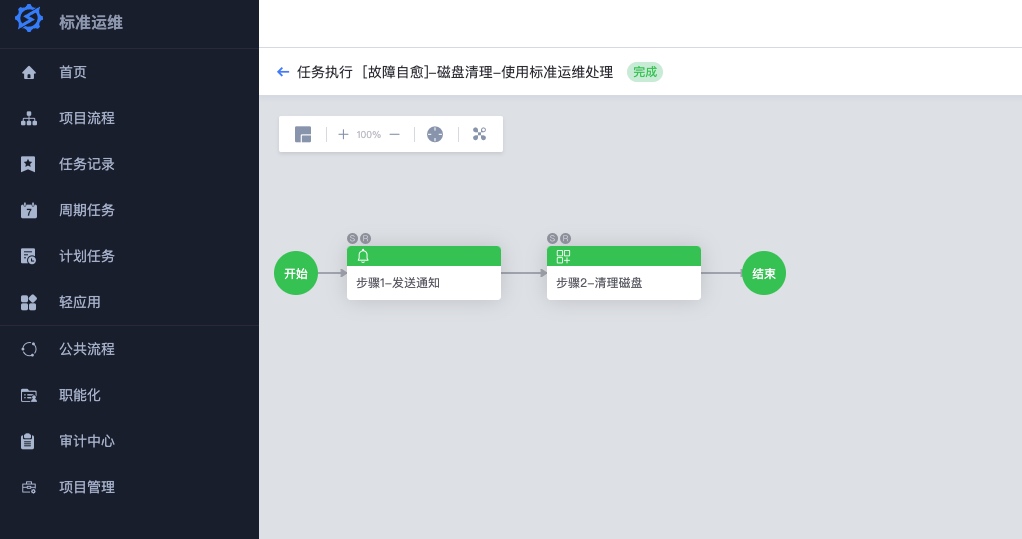 标准运维
首页
项目流程
任务记录
7
周期任务
计划任务
轻应用
公共流程
职能化
审计中心
项目管理
任务执行 [故障自愈]-磁盘清理-使用标准运维处理 完成
100%
开始
S R
步骤1-发送通知
S R
步骤2-清理磁盘
结束